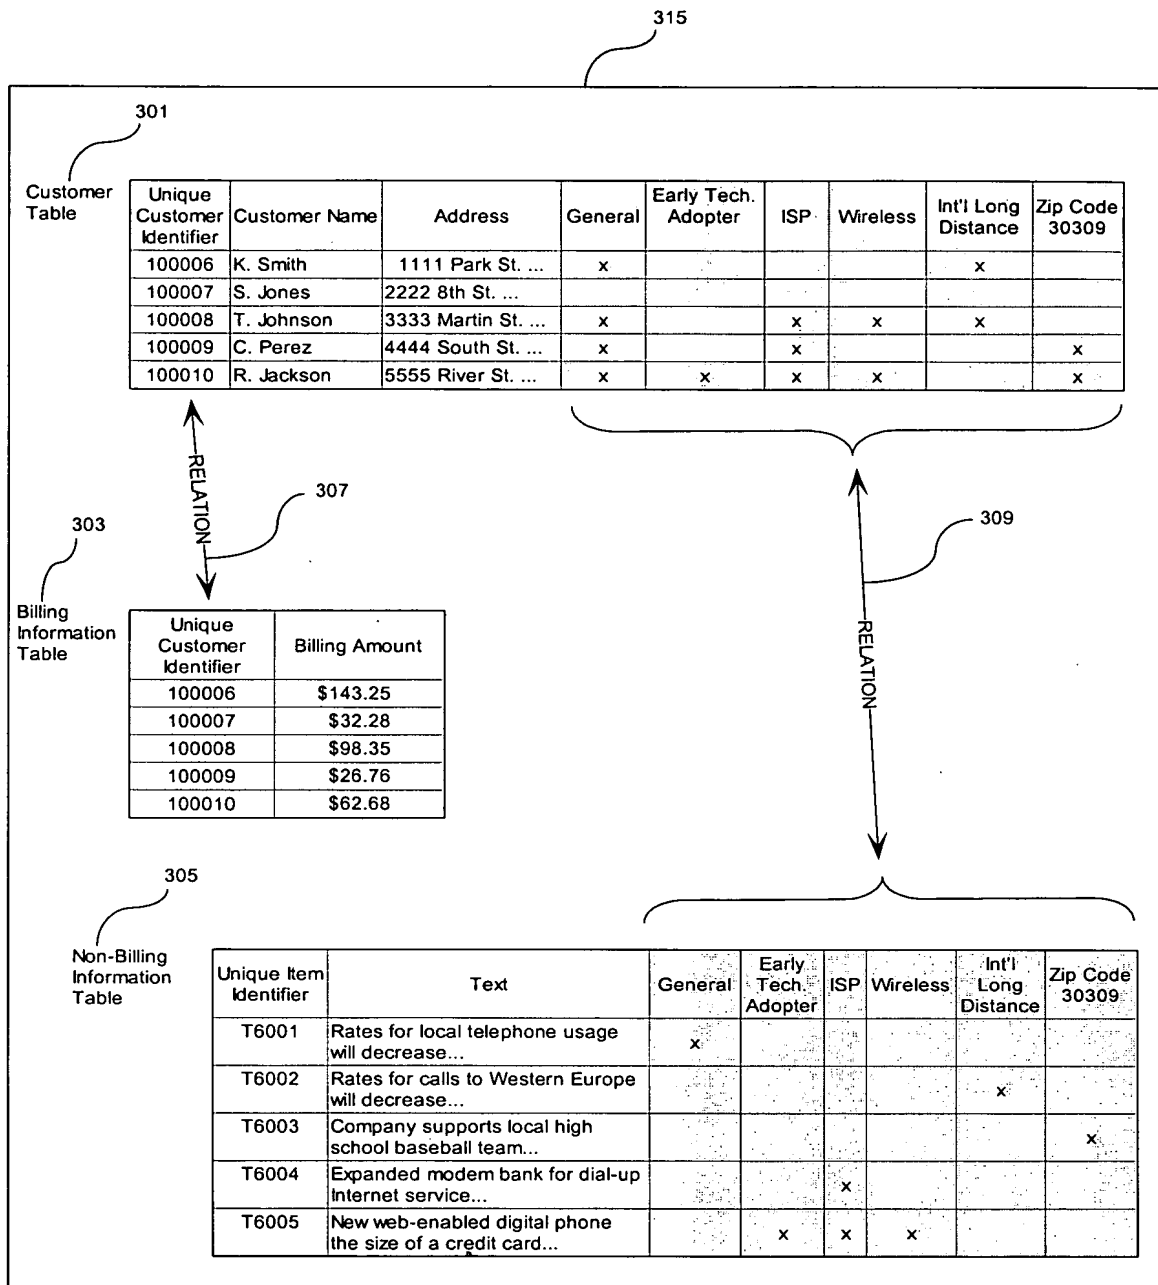 315
301
Customer
Table
Unique
Customer
Identifier
Customer Name
Address
General
Early Tech.
Adopter
ISP
Wireless
Int'l Long
Distance
Zip Code
30309
100006 K. Smith 1111 Park St. ... x x
100007 S. Jones 2222 8th St. ...
100008 T. Johnson 3333 Martin St. ... x x x x
100009 C. Perez 4444 South St. ... x x x
100010 R. Jackson 5555 River St. ... x x x x x
RELATION
307
309
303
Billing
Information
Table
Unique
Customer
Identifier
Billing Amount
100006 $143.25
100007 $32.28
100008 $98.35
100009 $26.76
100010 $62.68
RELATION
305
Non-Billing
Information
Table
Unique Item
Identifier
Text
General
Early
Tech.
Adopter
ISP
Wireless
Int'l
Long
Distance
Zip Code
30309
T6001 Rates for local telephone usage
will decrease...
x
T6002 Rates for calls to Western Europe
will decrease...
x
T6003 Company supports local high
school baseball team...
x
T6004 Expanded modem bank for dial-up
Internet service...
x
T6005 New web-enabled digital phone
the size of a credit card...
x x x